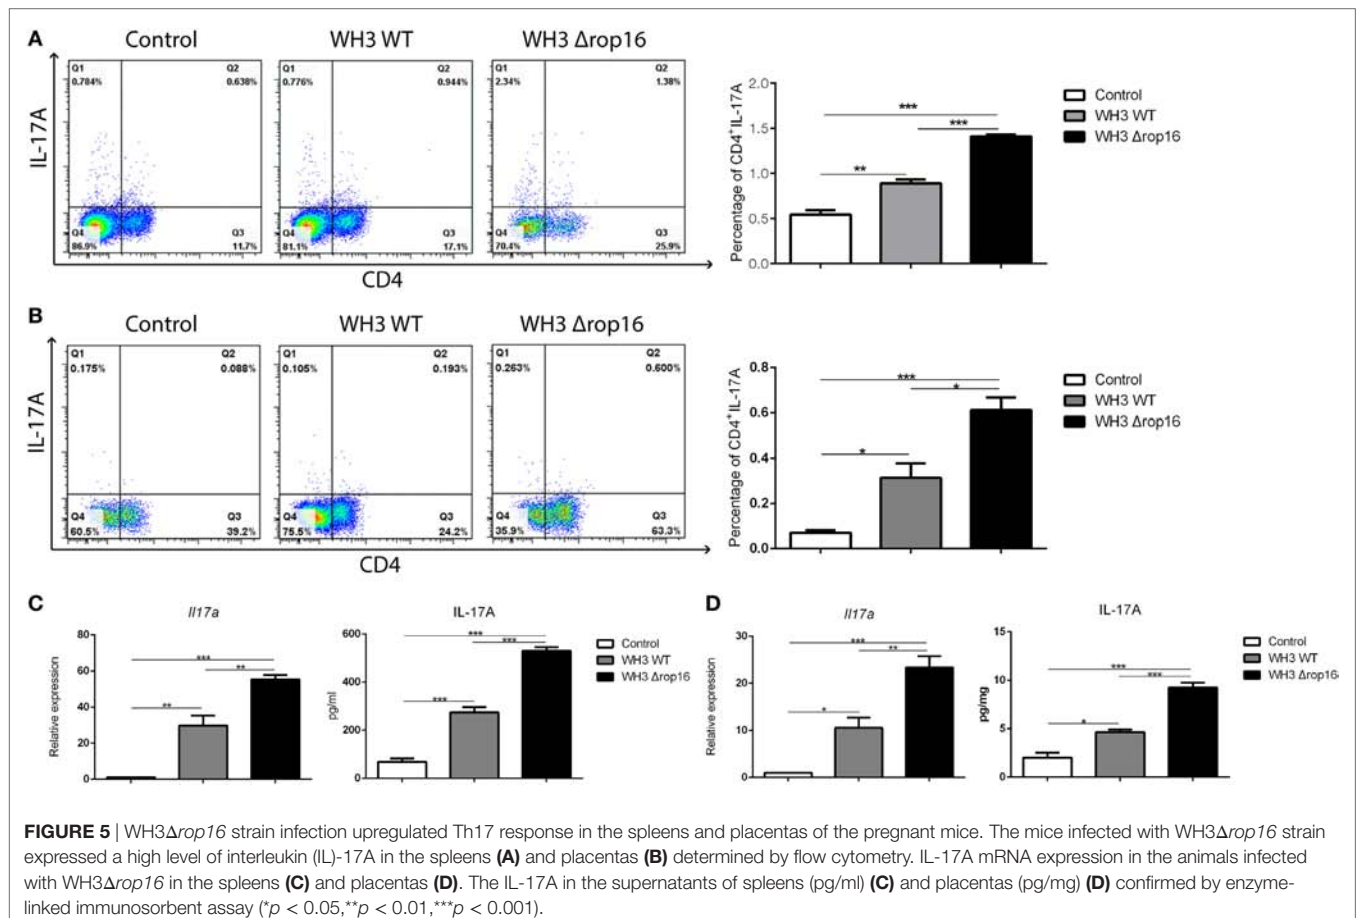 A
Control
WH3 WT
WH3 Δrop16
IL-17A
Q1
0.784%
Q2
0.638%
Q4
86.9%
Q3
11.7%
Q1
0.776%
Q2
0.944%
Q4
81.1%
Q3
17.1%
Q1
2.34%
Q2
1.38%
Q4
70.4%
Q3
25.9%
CD4
Percentage of CD4+IL-17A
2.0
1.5
1.0
0.5
0.0
***
***
**
Control
WH3 WT
WH3 Δrop16
B
Control
WH3 WT
WH3 Δrop16
IL-17A
Q1
0.175%
Q2
0.088%
Q4
60.5%
Q3
39.2%
Q1
0.105%
Q2
0.193%
Q4
75.5%
Q3
24.2%
Q1
0.263%
Q2
0.600%
Q4
35.9%
Q3
63.3%
CD4
Percentage of CD4+IL-17A
0.8
0.6
0.4
0.2
0.0
***
*
*
Control
WH3 WT
WH3 Δrop16
C
Il17a
Relative expression
80
60
40
20
0
***
**
**
IL-17A
pg/ml
600
400
200
0
***
***
***
Control
WH3 WT
WH3 Δrop16
D
Il17a
Relative expression
30
20
10
0
***
**
*
IL-17A
pg/mg
15
10
5
0
***
***
*
Control
WH3 WT
WH3 Δrop16
FIGURE 5 | WH3Δrop16 strain infection upregulated Th17 response in the spleens and placentas of the pregnant mice. The mice infected with WH3Δrop16 strain
expressed a high level of interleukin (IL)-17A in the spleens (A) and placentas (B) determined by flow cytometry. IL-17A mRNA expression in the animals infected
with WH3Δrop16 in the spleens (C) and placentas (D). The IL-17A in the supernatants of spleens (pg/ml) (C) and placentas (pg/mg) (D) confirmed by enzyme-
linked immunosorbent assay (*p < 0.05,**p < 0.01,***p < 0.001).